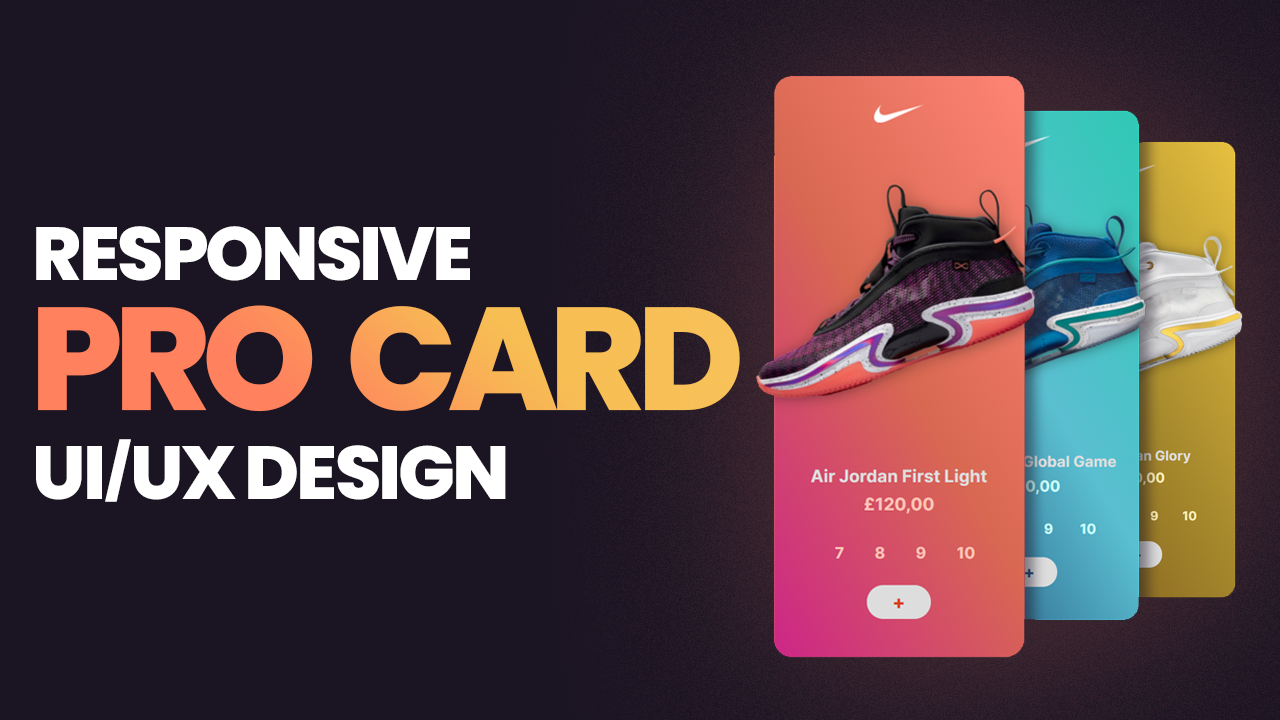 RESPONSIVE
PRO CARD
UI/UX DESIGN
Air Jordan First Light
£120,00
7 8 9 10
+
Global Game
0,00
9 10
+
an Glory
,00
9 10